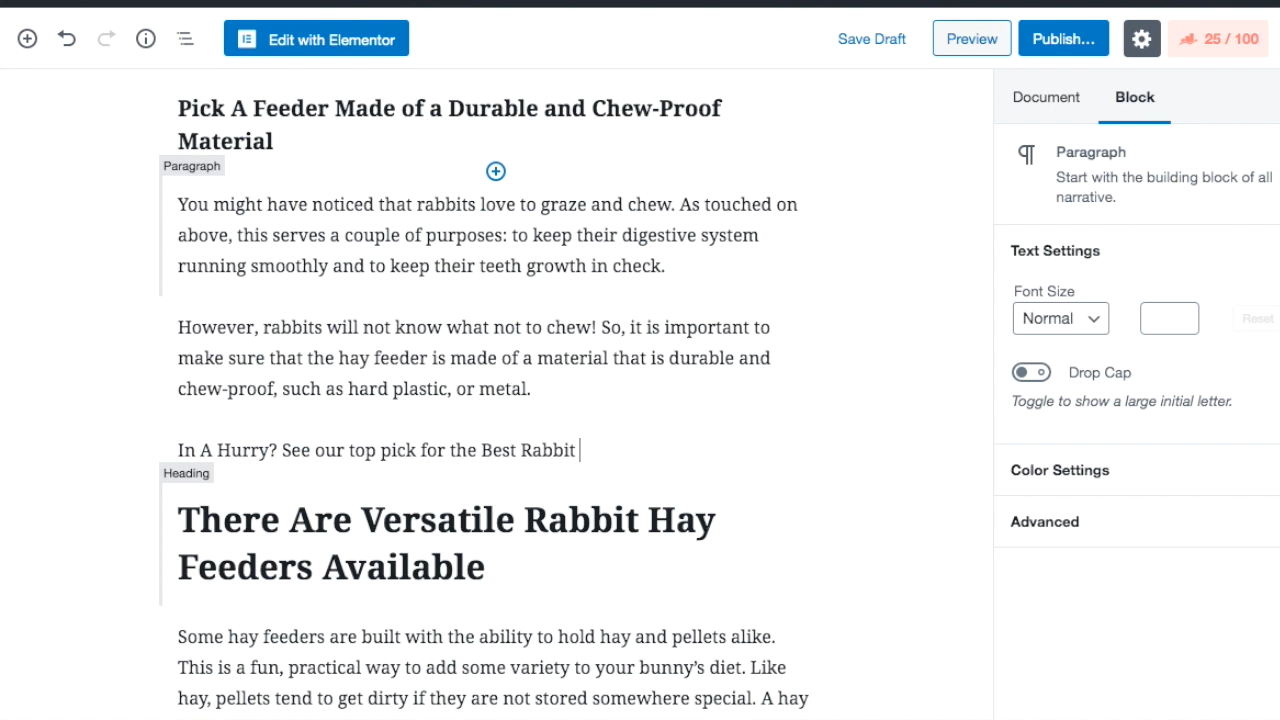 Edit with Elementor
Save Draft
Preview
Publish...
25 / 100
Pick A Feeder Made of a Durable and Chew-Proof
Material
Paragraph
You might have noticed that rabbits love to graze and chew. As touched on
above, this serves a couple of purposes: to keep their digestive system
running smoothly and to keep their teeth growth in check.
However, rabbits will not know what not to chew! So, it is important to
make sure that the hay feeder is made of a material that is durable and
chew-proof, such as hard plastic, or metal.
In A Hurry? See our top pick for the Best Rabbit
Heading
There Are Versatile Rabbit Hay
Feeders Available
Some hay feeders are built with the ability to hold hay and pellets alike.
This is a fun, practical way to add some variety to your bunny’s diet. Like
hay, pellets tend to get dirty if they are not stored somewhere special. A hay
Document
Block
Paragraph
Start with the building block of all
narrative.
Text Settings
Font Size
Normal
Reset
Drop Cap
Toggle to show a large initial letter.
Color Settings
Advanced